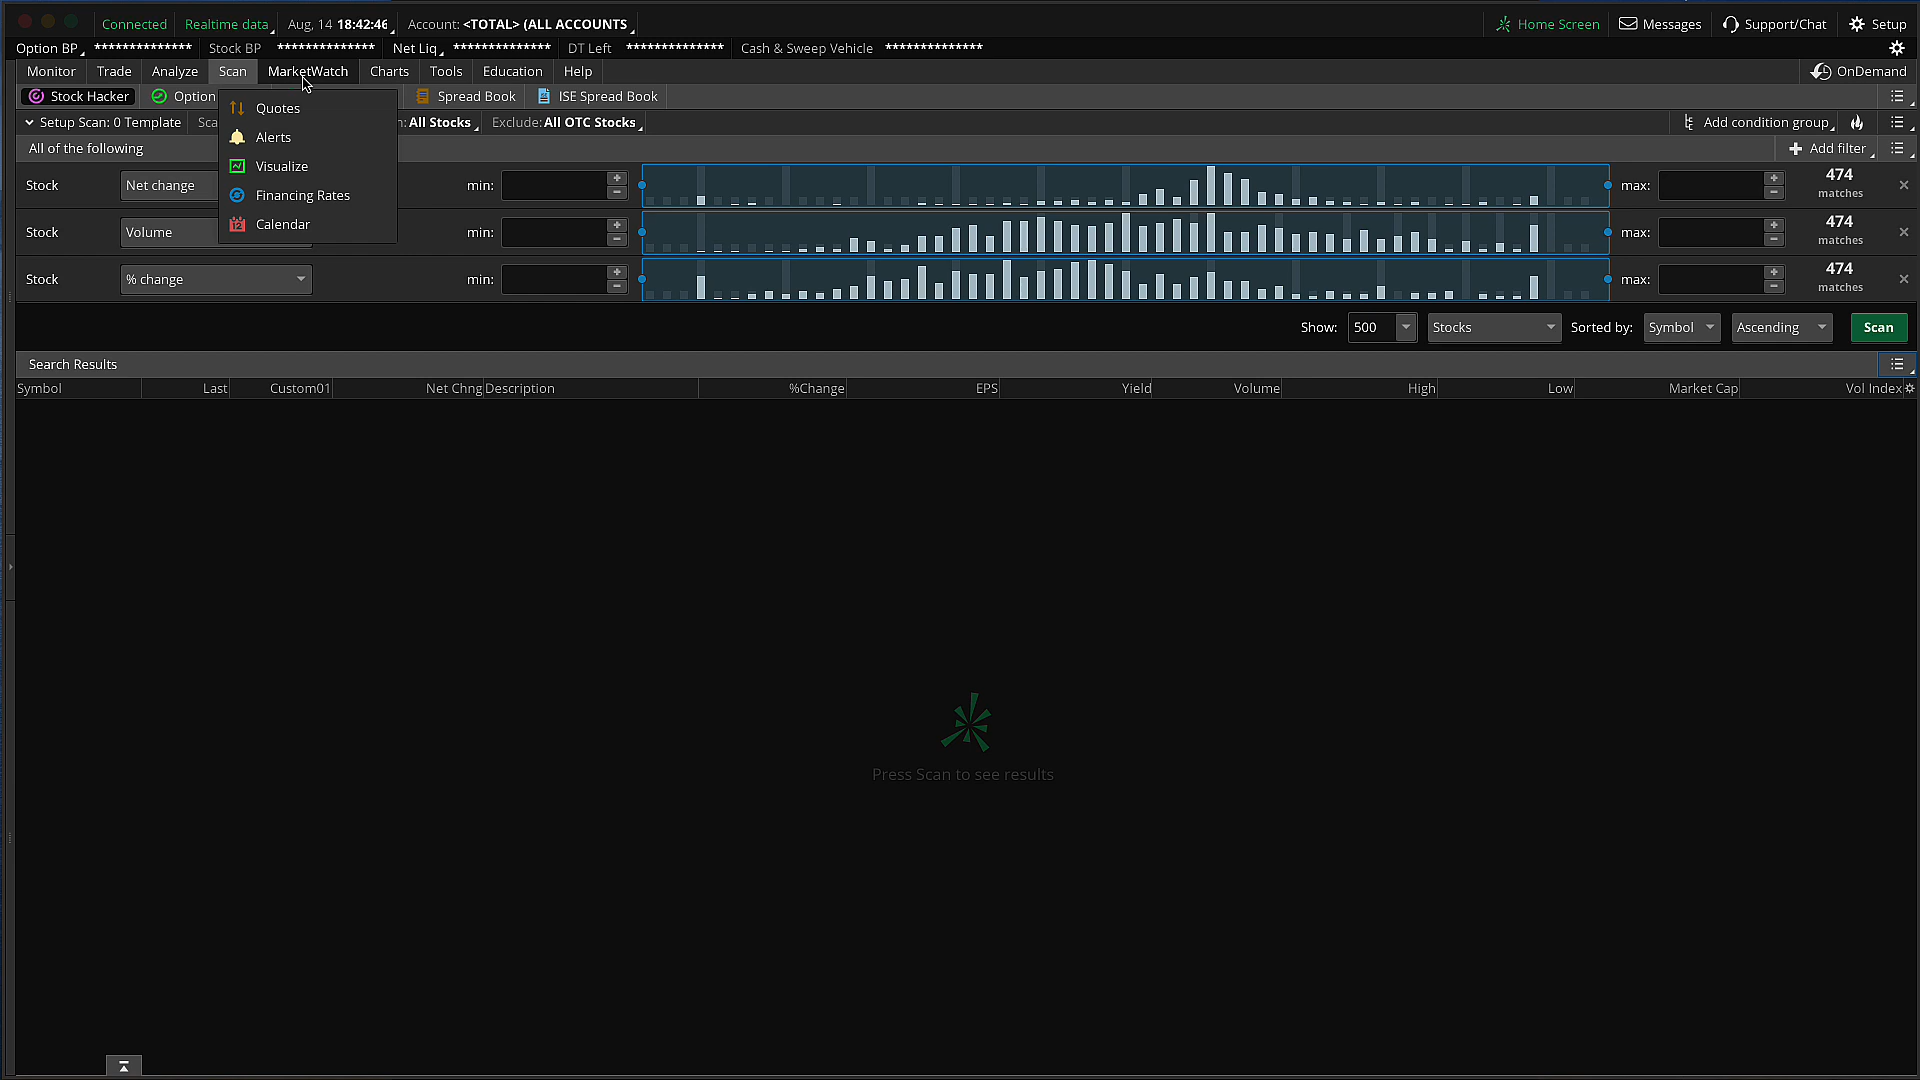 Connected Realtime data Aug, 14 18:42:46 Account: <TOTAL> (ALL ACCOUNTS Home Screen Messages Support/Chat Setup
Option BP ************** Stock BP ************** Net Liq ************** DT Left ************** Cash & Sweep Vehicle **************
Monitor Trade Analyze Scan MarketWatch Charts Tools Education Help OnDemand
Stock Hacker Option Spread Book ISE Spread Book
Quotes
Alerts
Visualize
Financing Rates
Calendar
Setup Scan: 0 Template Sca n: All Stocks Exclude: All OTC Stocks Add condition group
All of the following Add filter
Stock Net change min: max: 474 matches
Stock Volume min: max: 474 matches
Stock % change min: max: 474 matches
Show: 500 Stocks Sorted by: Symbol Ascending Scan
Search Results
Symbol Last Custom01 Net Chng Description %Change EPS Yield Volume High Low Market Cap Vol Index
Press Scan to see results